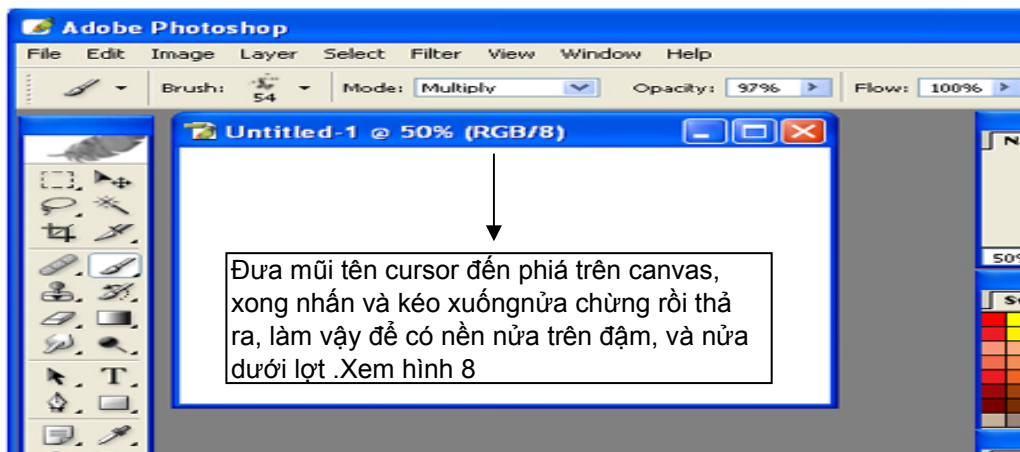 Adobe Photoshop
File Edit Image Layer Select Filter View Window Help
Brush: 54 Mode: Multiply Opacity: 97% Flow: 100%
Untitled-1 @ 50% (RGB/8)
Đưa mũi tên cursor đến phiá trên canvas,
xong nhấn và kéo xuốngnửa chừng rồi thả
ra, làm vậy để có nền nửa trên đậm, và nửa
dưới lợt .Xem hình 8